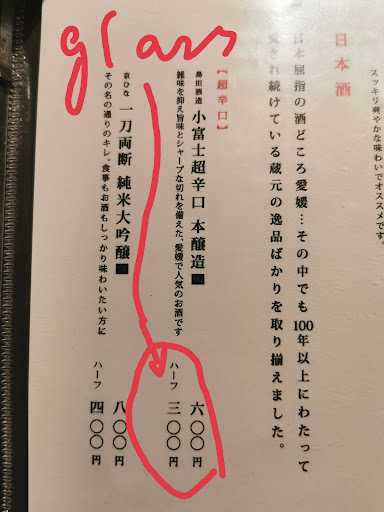 glass
スッキリ爽やかな味わいでオススメです。
日本酒
日本屈指の酒どころ愛媛…その中でも100年以上にわたって
愛され続けている蔵元の逸品ばかりを取り揃えました。
【超辛口】
島田酒造 小富士超辛口 本醸造 六〇〇円
雑味を抑え旨味とシャープな切れを備えた、愛媛で人気のお酒です ハーフ 三〇〇円
京ひな 一刀両断 純米大吟醸 八〇〇円
その名の通りのキレ。食事もお酒もしっかり味わいたい方に ハーフ 四〇〇円